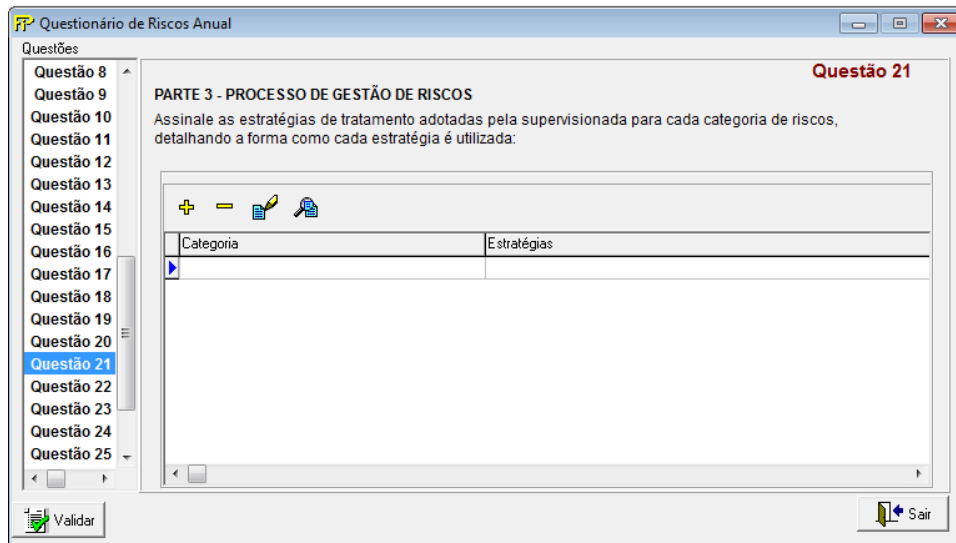 Questionário de Riscos Anual
Questões
Questão 8
Questão 9
Questão 10
Questão 11
Questão 12
Questão 13
Questão 14
Questão 15
Questão 16
Questão 17
Questão 18
Questão 19
Questão 20
Questão 21
Questão 22
Questão 23
Questão 24
Questão 25
Questão 21
PARTE 3 - PROCESSO DE GESTÃO DE RISCOS
Assinale as estratégias de tratamento adotadas pela supervisionada para cada categoria de riscos,
detalhando a forma como cada estratégia é utilizada:
Categoria Estratégias
Validar
Sair